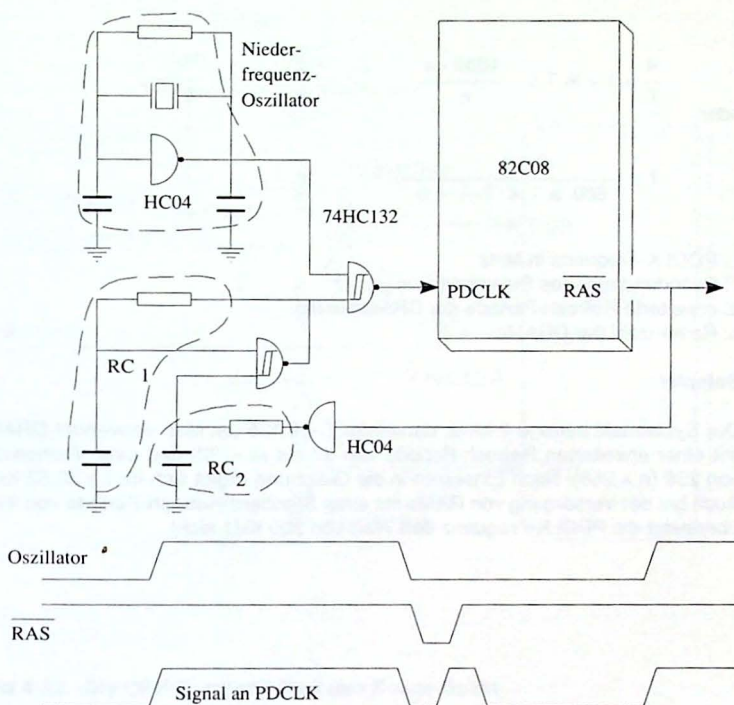 Nieder-
frequenz-
Oszillator
HC04
74HC132
82C08
PDCLK
RAS
RC 1
RC 2
HC04
Oszillator
RAS
Signal an PDCLK